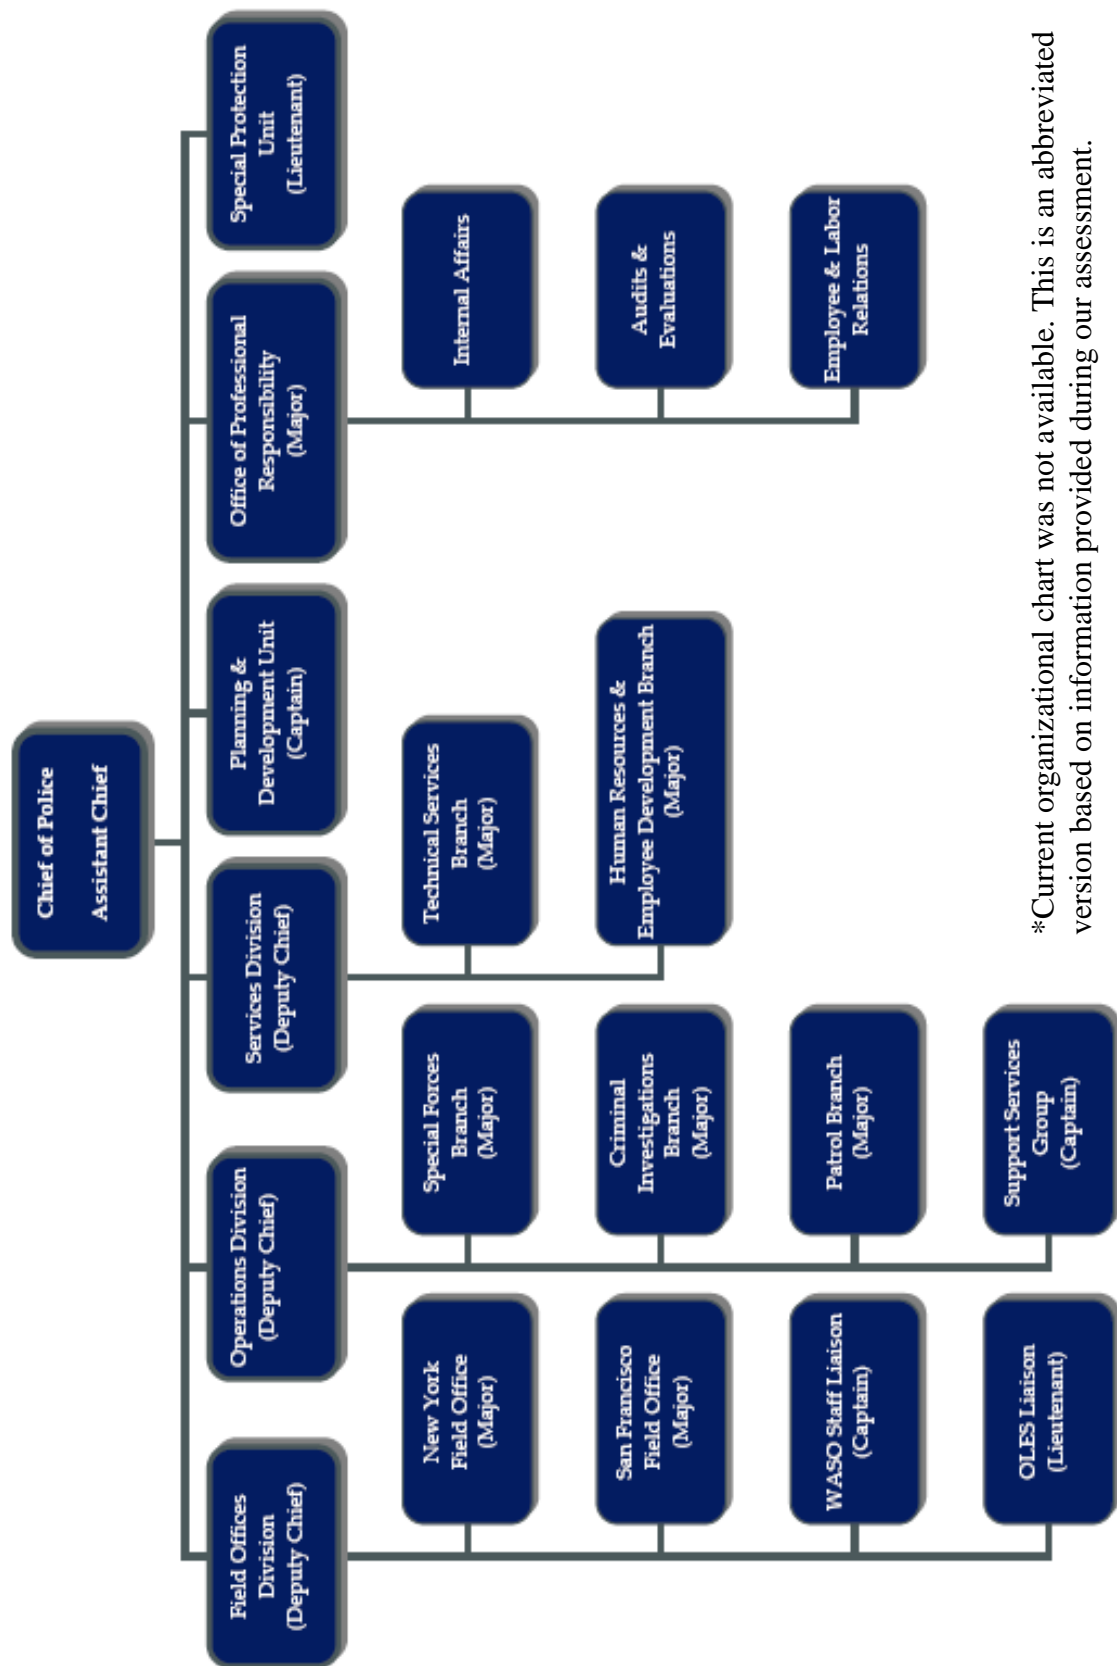 Chief of Police
Assistant Chief
Field Offices
Division
(Deputy Chief)
Operations Division
(Deputy Chief)
Services Division
(Deputy Chief)
Planning &
Development Unit
(Captain)
Office of Professional
Responsibility
(Major)
Special Protection
Unit
(Lieutenant)
New York
Field Office
(Major)
San Francisco
Field Office
(Major)
WASO Staff Liaison
(Captain)
OLES Liaison
(Lieutenant)
Special Forces
Branch
(Major)
Criminal
Investigations
Branch
(Major)
Patrol Branch
(Major)
Support Services
Group
(Captain)
Technical Services
Branch
(Major)
Human Resources &
Employee Development Branch
(Major)
Internal Affairs
Audits &
Evaluations
Employee & Labor
Relations
*Current organizational chart was not available. This is an abbreviated
version based on information provided during our assessment.